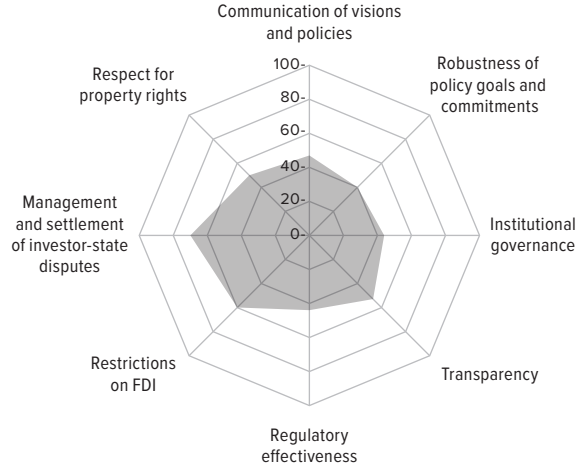 Communication of visions
and policies
Robustness of
policy goals and
commitments
Respect for
property rights
100-
80-
60-
40-
20-
0-
Management
and settlement
of investor-state
disputes
Institutional
governance
Restrictions
on FDI
Transparency
Regulatory
effectiveness